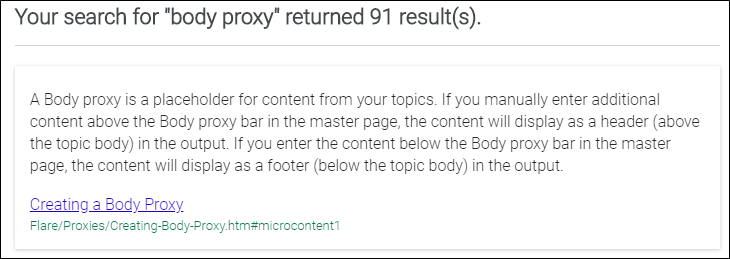 Your search for "body proxy" returned 91 result(s).
A Body proxy is a placeholder for content from your topics. If you manually enter additional
content above the Body proxy bar in the master page, the content will display as a header (above
the topic body) in the output. If you enter the content below the Body proxy bar in the master
page, the content will display as a footer (below the topic body) in the output.
Creating a Body Proxy
Flare/Proxies/Creating-Body-Proxy.htm#microcontent1